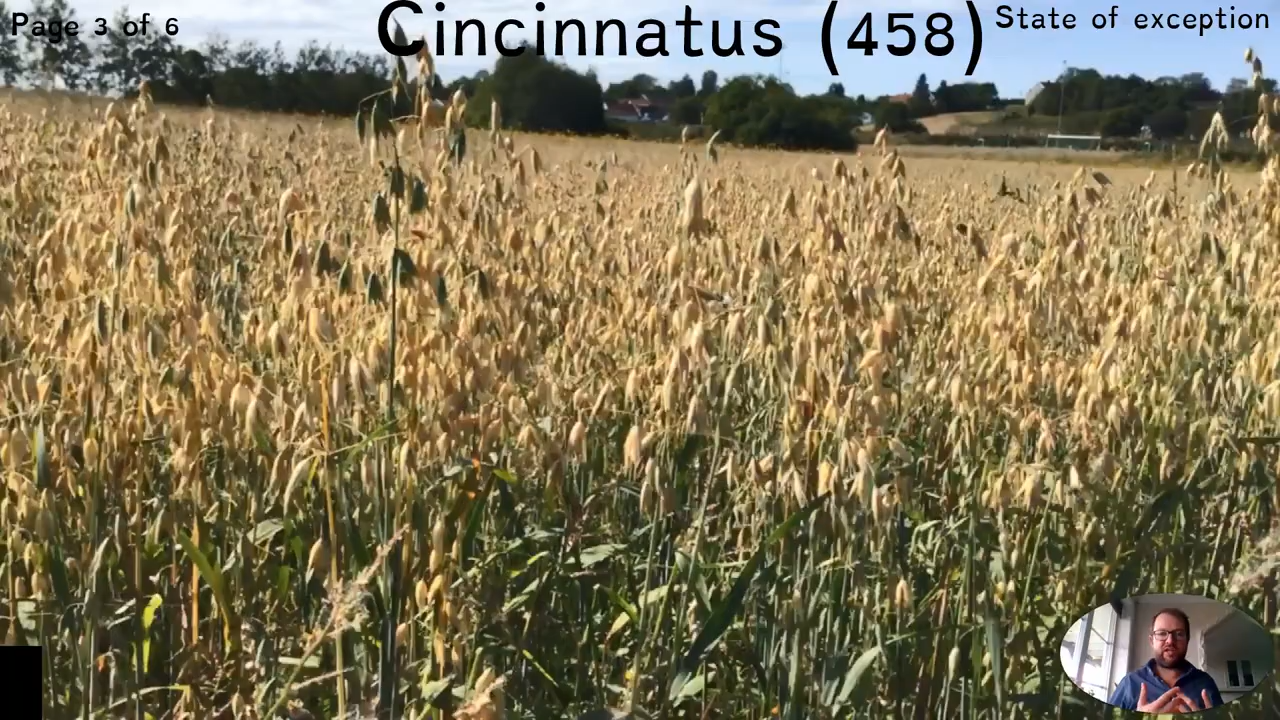 Page 3 of 6
Cincinnatus (458)
State of exception